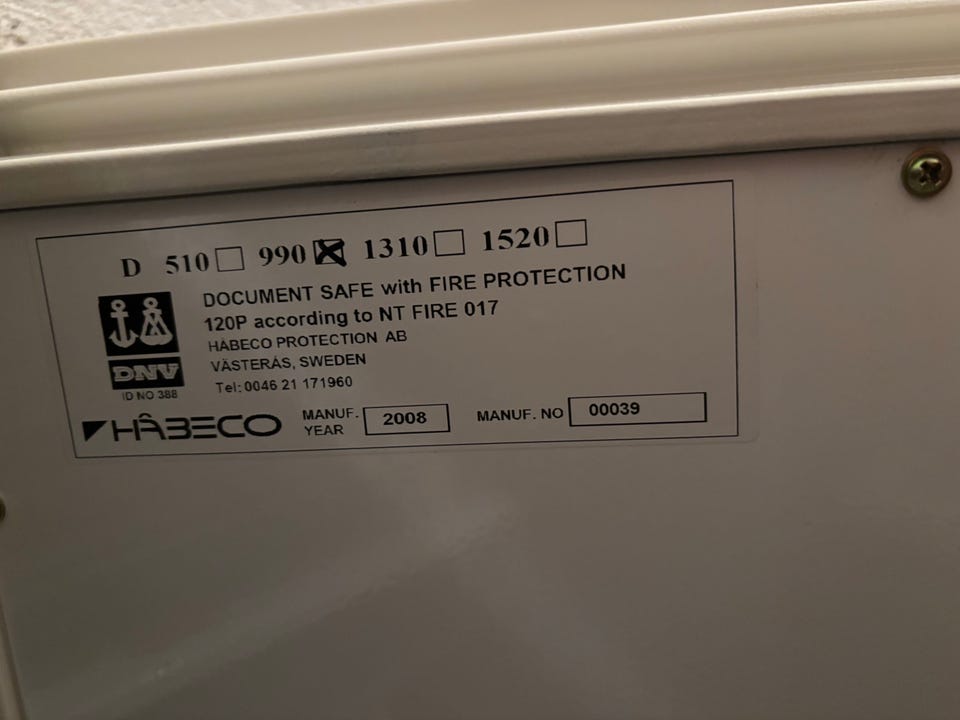 D 510 990 1310 1520
DOCUMENT SAFE with FIRE PROTECTION
120P according to NT FIRE 017
HÅBECO PROTECTION AB
VÄSTERÅS, SWEDEN
Tel: 0046 21 171960
DNV
ID NO 388
HÅBECO
MANUF. YEAR 2008
MANUF. NO 00039